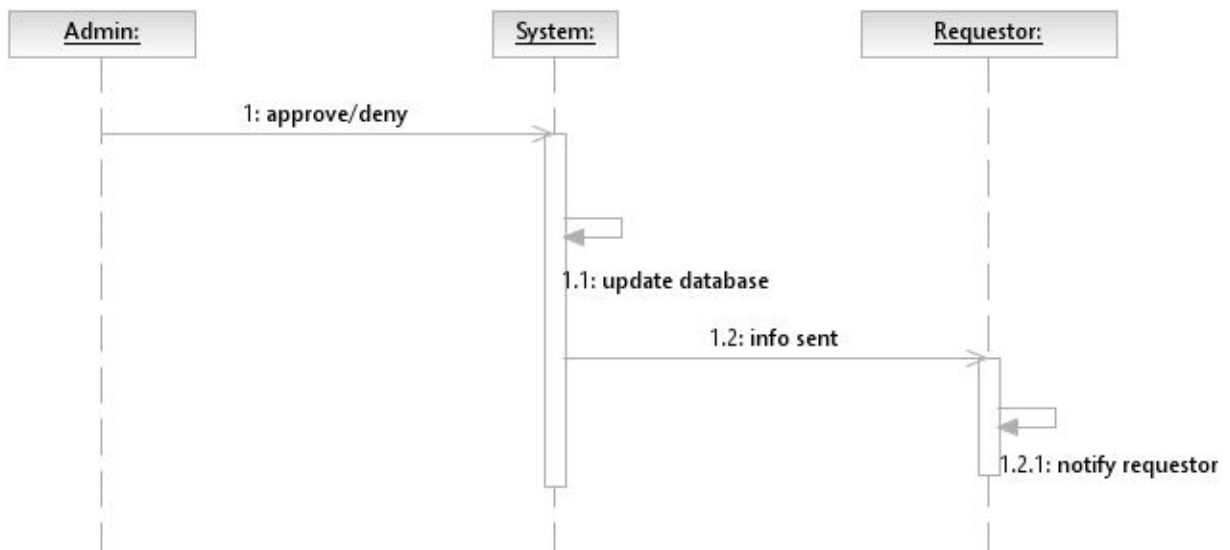 Admin:
System:
Requestor:
1: approve/deny
1.1: update database
1.2: info sent
1.2.1: notify requestor